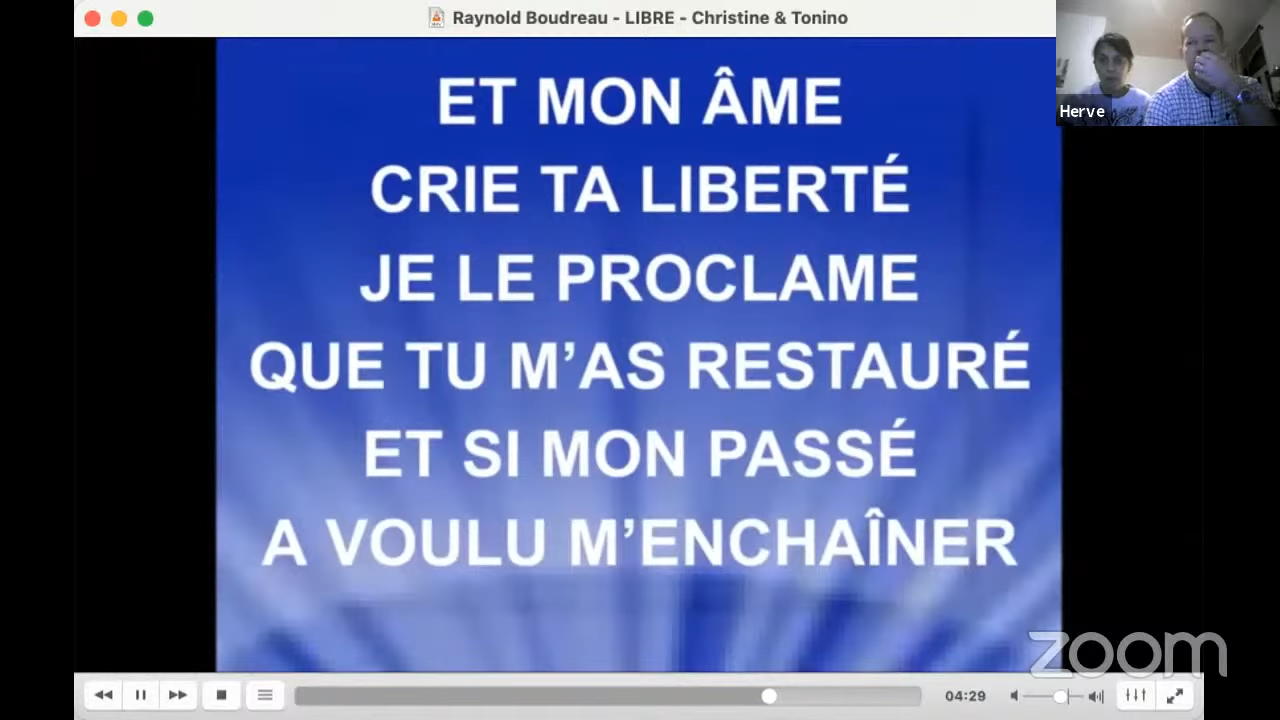 Raynold Boudreau - LIBRE - Christine & Tonino
Herve
ET MON ÂME
CRIE TA LIBERTÉ
JE LE PROCLAME
QUE TU M’AS RESTAURÉ
ET SI MON PASSÉ
A VOULU M’ENCHAÎNER
zoom
04:29